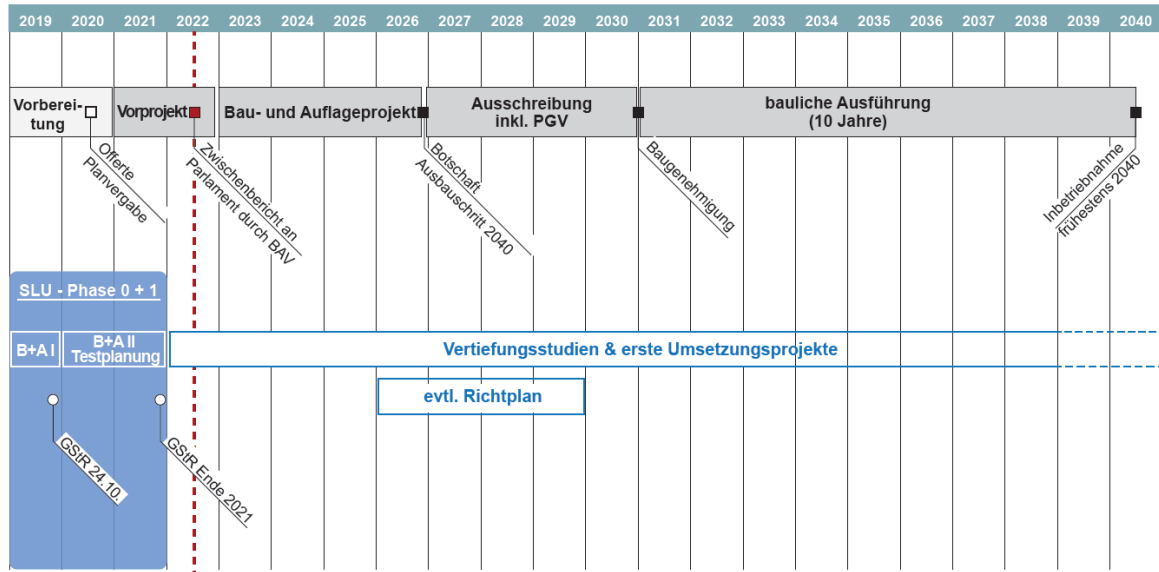 2019 2020 2021 2022 2023 2024 2025 2026 2027 2028 2029 2030 2031 2032 2033 2034 2035 2036 2037 2038 2039 2040
Vorberei-
tung
Vorprojekt
Bau- und Auflageprojekt
Ausschreibung
inkl. PGV
bauliche Ausführung
(10 Jahre)
Offerte
Planvergabe
Zwischenbericht an
Parlament durch BAV
Botschaft
Ausbauschritt 2040
Baugenehmigung
Inbetriebnahme
frühestens 2040
SLU - Phase 0 + 1
B+A I
B+A II
Testplanung
Vertiefungsstudien & erste Umsetzungsprojekte
evtl. Richtplan
GStR 24.10.
GStR Ende 2021